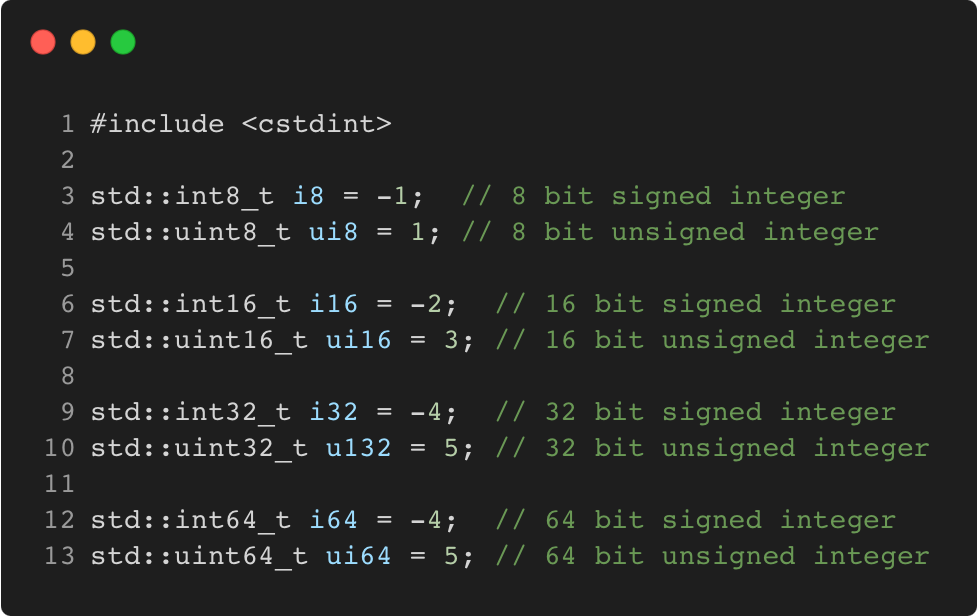 1 #include <cstdint>
2
3 std::int8_t i8 = -1;  // 8 bit signed integer
4 std::uint8_t ui8 = 1; // 8 bit unsigned integer
5
6 std::int16_t i16 = -2;  // 16 bit signed integer
7 std::uint16_t ui16 = 3; // 16 bit unsigned integer
8
9 std::int32_t i32 = -4;  // 32 bit signed integer
10 std::uint32_t u132 = 5; // 32 bit unsigned integer
11
12 std::int64_t i64 = -4;  // 64 bit signed integer
13 std::uint64_t ui64 = 5; // 64 bit unsigned integer